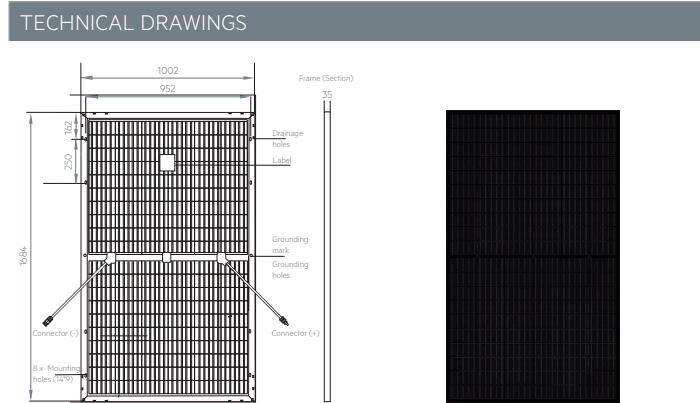 TECHNICAL DRAWINGS
1002
Frame (Section)
952
35
162
Drainage
holes
250
Label
1684
Grounding
mark
Grounding
holes
Connector (-)
Connector (+)
8 x Mounting
holes (14*9)